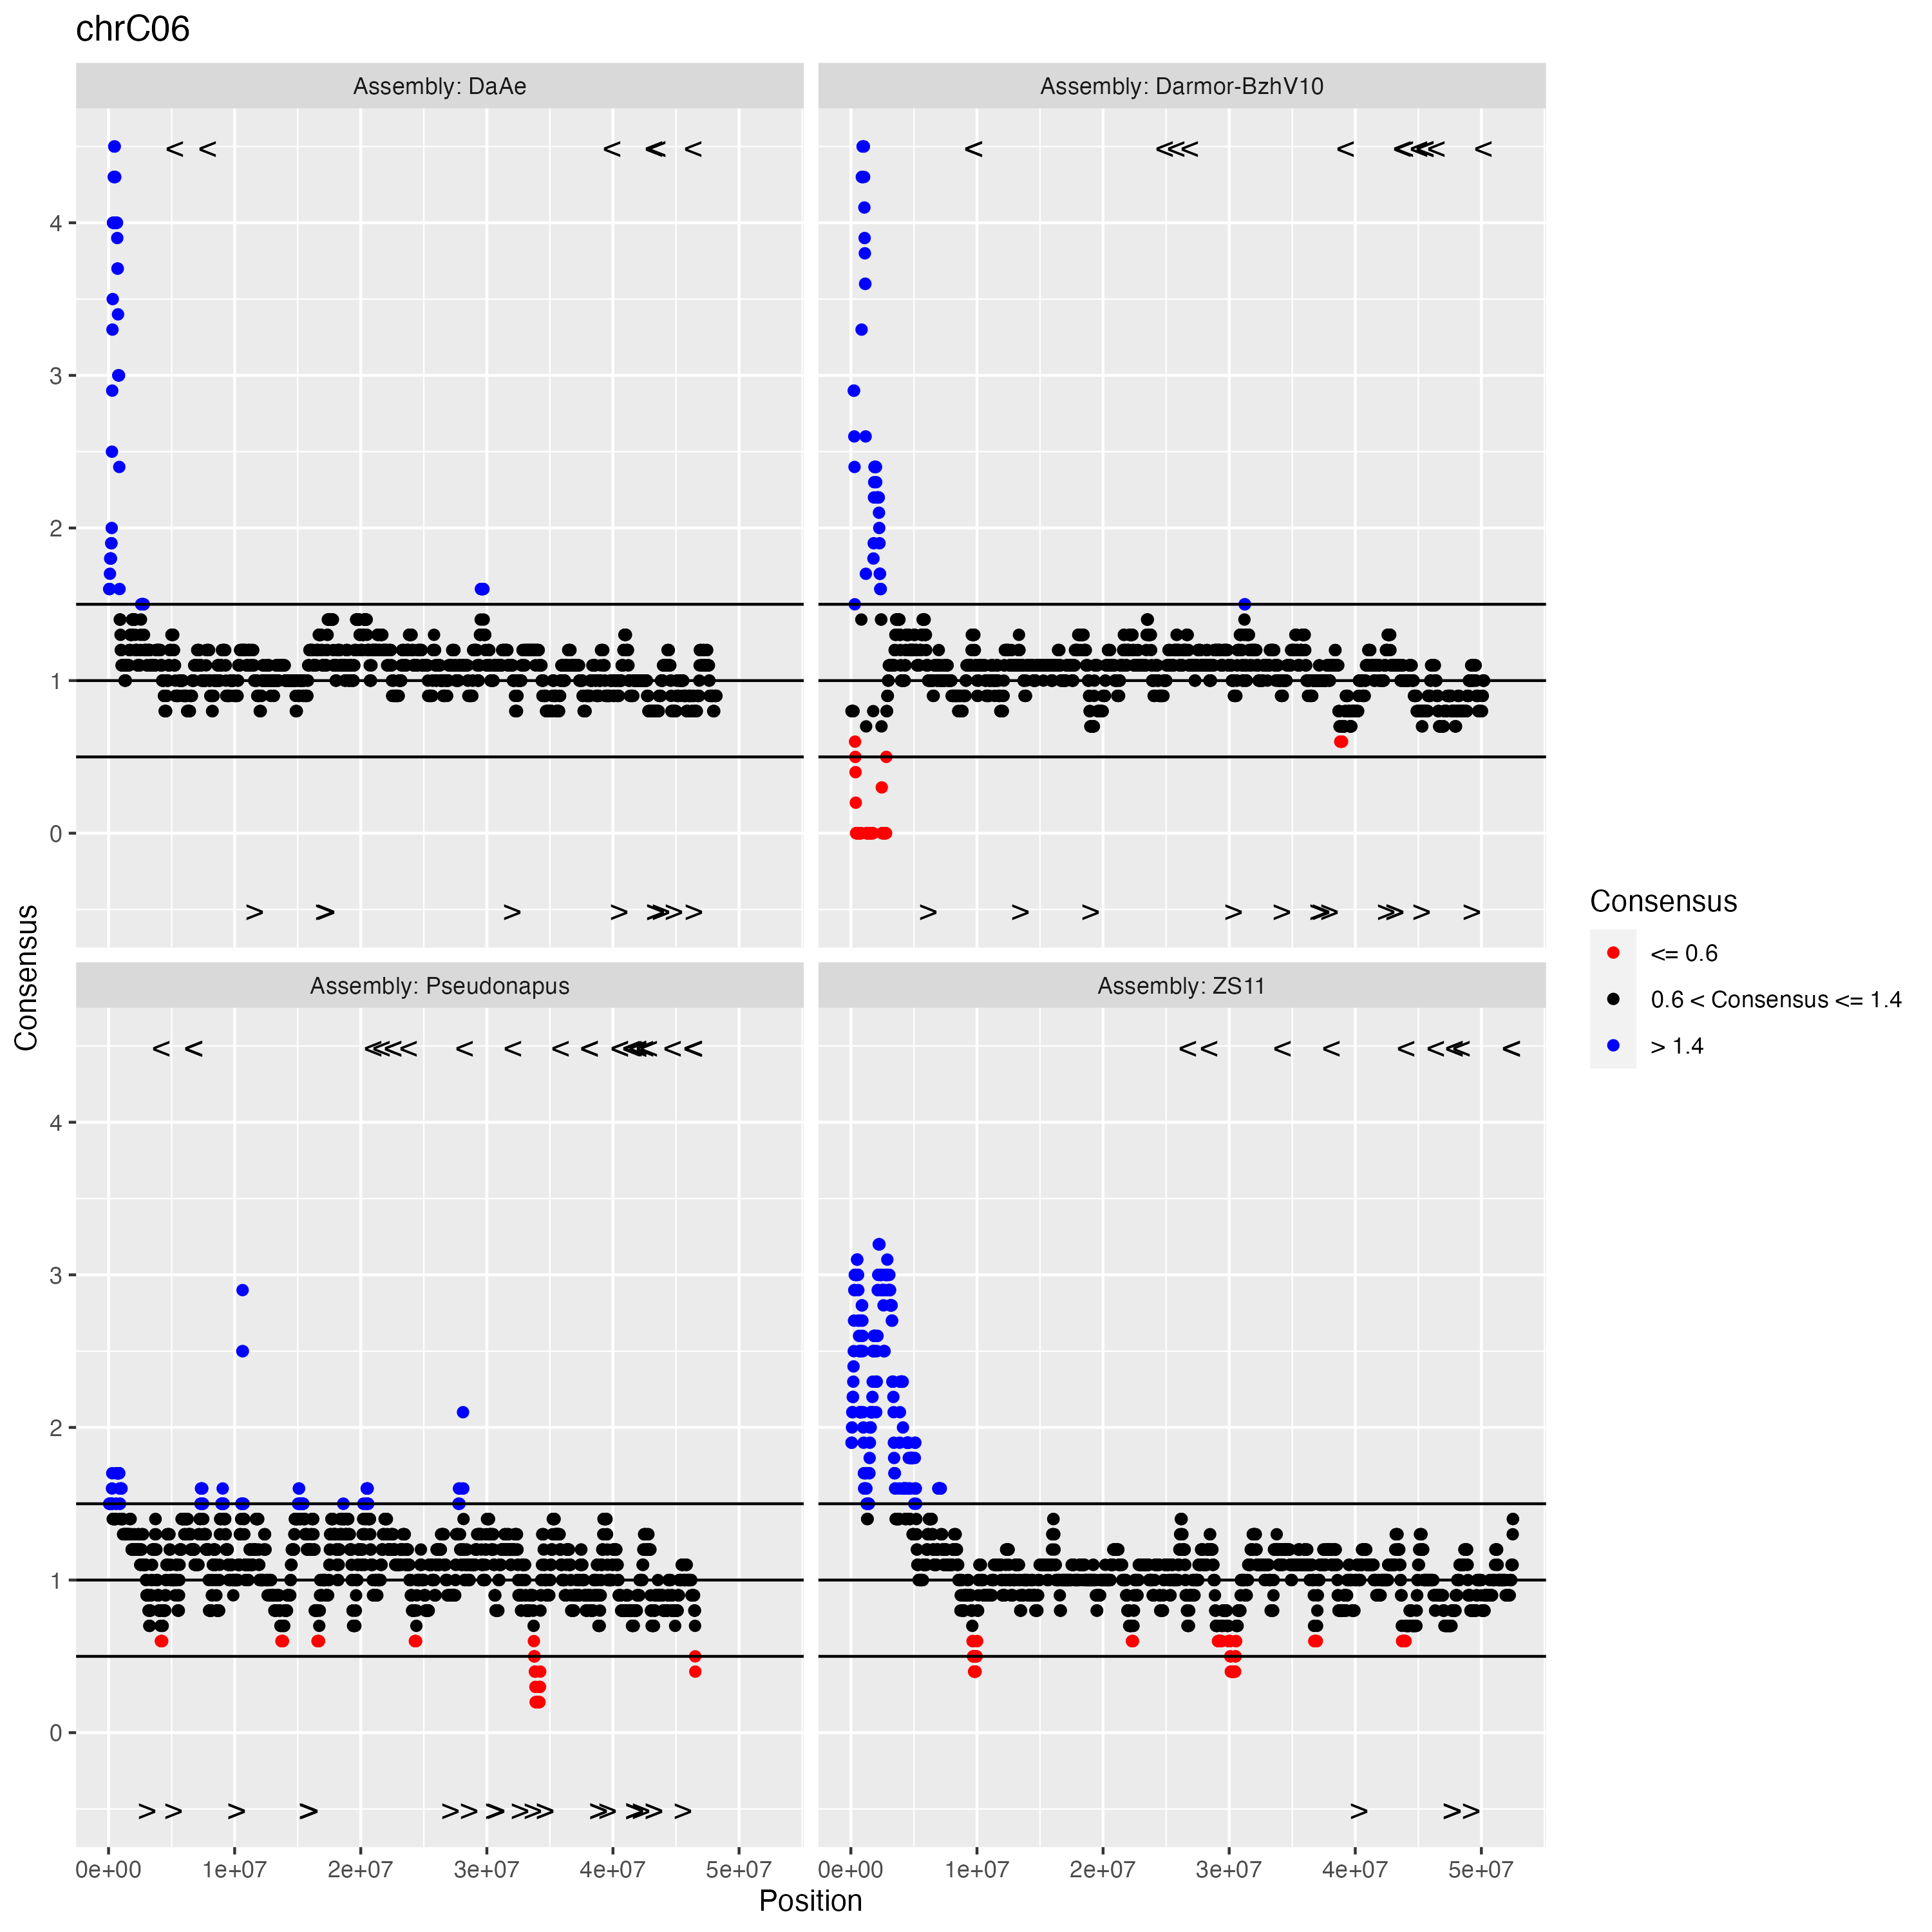 chrC06
Assembly: DaAe
Assembly: Darmor-BzhV10
< < < < < <
< < < < < < < < < < <
4
3
2
1
0
> > > > > > > >
> > > > > > > > > > >
Assembly: Pseudonapus
Assembly: ZS11
4
3
2
1
0
0e+00 1e+07 2e+07 3e+07 4e+07 5e+07
0e+00 1e+07 2e+07 3e+07 4e+07 5e+07
Position
Consensus
Consensus
<= 0.6
0.6 < Consensus <= 1.4
> 1.4